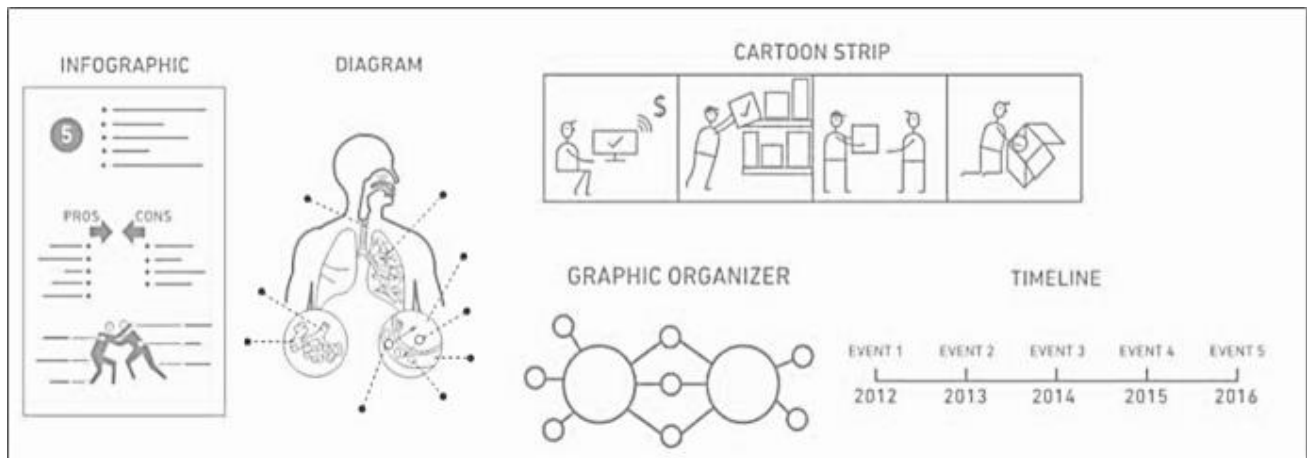 INFOGRAPHIC
5
PROS
CONS
DIAGRAM
CARTOON STRIP
$
GRAPHIC ORGANIZER
TIMELINE
EVENT 1 EVENT 2 EVENT 3 EVENT 4 EVENT 5
2012 2013 2014 2015 2016